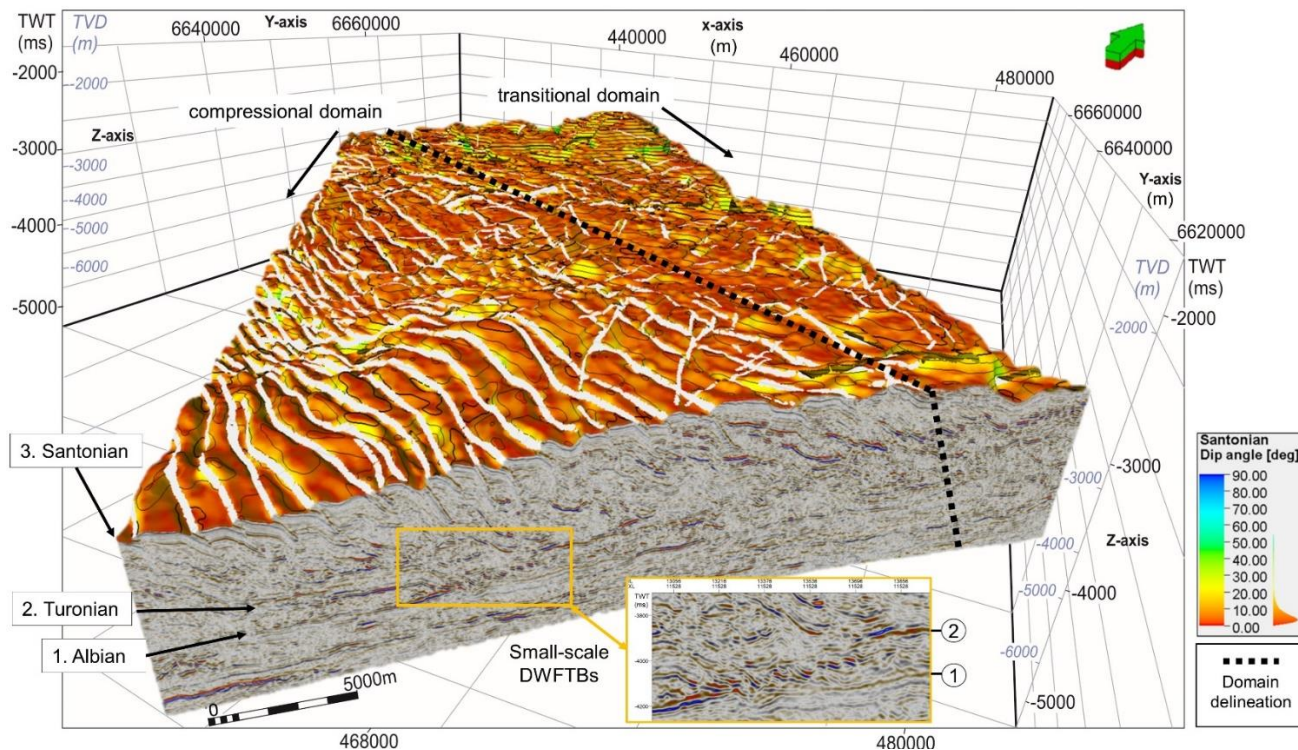 TWT
(ms)
TVD
(m)
6640000
Y-axis
6660000
x-axis
(m)
440000
460000
480000
-2000
-2000
compressional domain
transitional domain
Z-axis
-3000
-3000
-4000
-4000
-5000
-6000
-5000
6660000
6640000
Y-axis
(m)
6620000
TVD
(m)
TWT
(ms)
-2000
-2000
3. Santonian
2. Turonian
1. Albian
Small-scale
DWFTBs
0
5000m
TWT
(ms)
2
1
-3000
-3000
-4000
Z-axis
-4000
-5000
-6000
-5000
468000
480000
Santonian
Dip angle [deg]
90.00
80.00
70.00
60.00
50.00
40.00
30.00
20.00
10.00
0.00
Domain
delineation